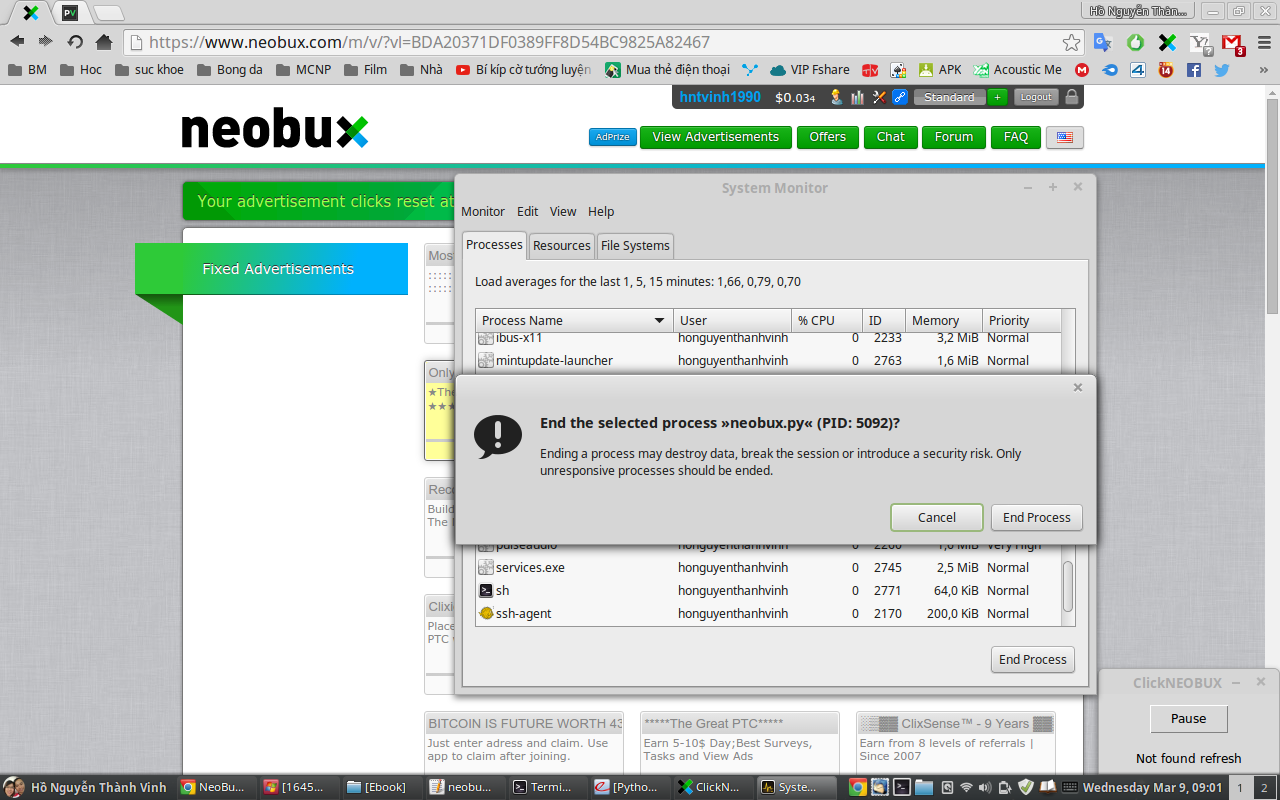 Hồ Nguyễn Thàn...
PV
https://www.neobux.com/m/v/?vl=BDA20371DF0389FF8D54BC9825A82467
3
BM Hoc suc khoe Bong da MCNP Film Nhà Bí kíp cờ tướng luyện Mua thẻ điện thoại VIP Fshare TV APK Acoustic Me M 4 14 »
hntvinh1990 $0.034 Standard + Logout
neobux
AdPrize View Advertisements Offers Chat Forum FAQ
Your advertisement clicks reset at
Fixed Advertisements
Mos
Only
★The
★★★
Reco
Build
The
Clixi
Place
PTC
System Monitor
Monitor Edit View Help
Processes Resources File Systems
Load averages for the last 1, 5, 15 minutes: 1,66, 0,79, 0,70
Process Name User % CPU ID Memory Priority
ibus-x11 honguyenthanhvinh 0 2233 3,2 MiB Normal
mintupdate-launcher honguyenthanhvinh 0 2763 1,6 MiB Normal
End the selected process »neobux.py« (PID: 5092)?
Ending a process may destroy data, break the session or introduce a security risk. Only
unresponsive processes should be ended.
Cancel End Process
pulseaudio honguyenthanhvinh 0 2260 1,6 MiB Very High
services.exe honguyenthanhvinh 0 2745 2,5 MiB Normal
sh honguyenthanhvinh 0 2771 64,0 KiB Normal
ssh-agent honguyenthanhvinh 0 2170 200,0 KiB Normal
End Process
ClickNEOBUX
Pause
Not found refresh
BITCOIN IS FUTURE WORTH 43
Just enter adress and claim. Use
app to claim after joining.
*****The Great PTC*****
Earn 5-10$ Day;Best Surveys,
Tasks and View Ads
░▒▓▓ ClixSense™ - 9 Years ▓▓
Earn from 8 levels of referrals |
Since 2007
Hồ Nguyễn Thành Vinh NeoBu... [1645... [Ebook] neobu... Termi... [Pytho... ClickN... Syste... Wednesday Mar 9, 09:01 1 2